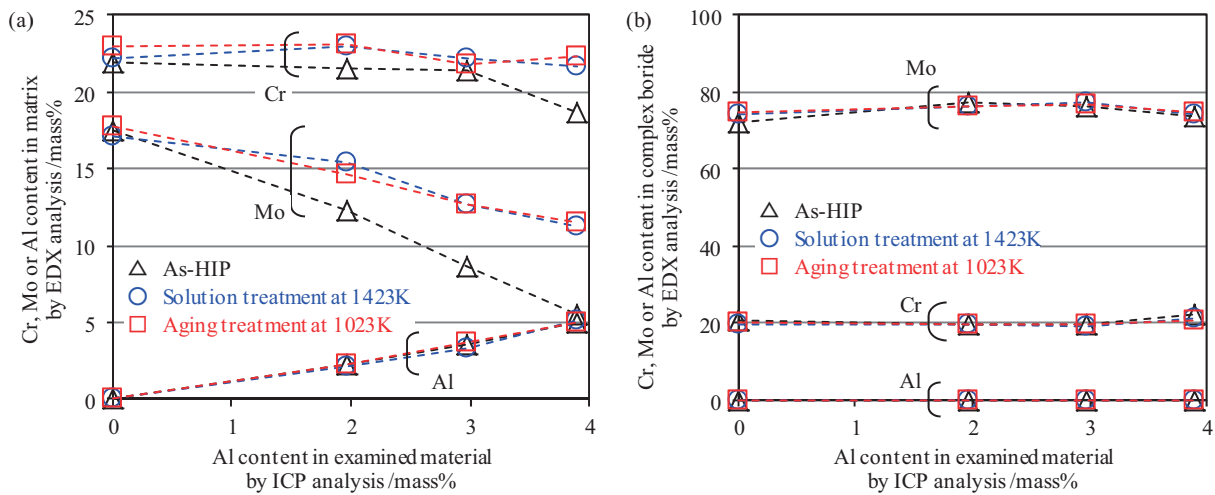 (a)
25
20
15
10
5
0
Cr, Mo or Al content in matrix
by EDX analysis /mass%
Cr
Mo
As-HIP
Solution treatment at 1423K
Aging treatment at 1023K
Al
0
1
2
3
4
Al content in examined material
by ICP analysis /mass%
(b)
100
80
60
40
20
0
Cr, Mo or Al content in complex boride
by EDX analysis /mass%
Mo
As-HIP
Solution treatment at 1423K
Aging treatment at 1023K
Cr
Al
0
1
2
3
4
Al content in examined material
by ICP analysis /mass%